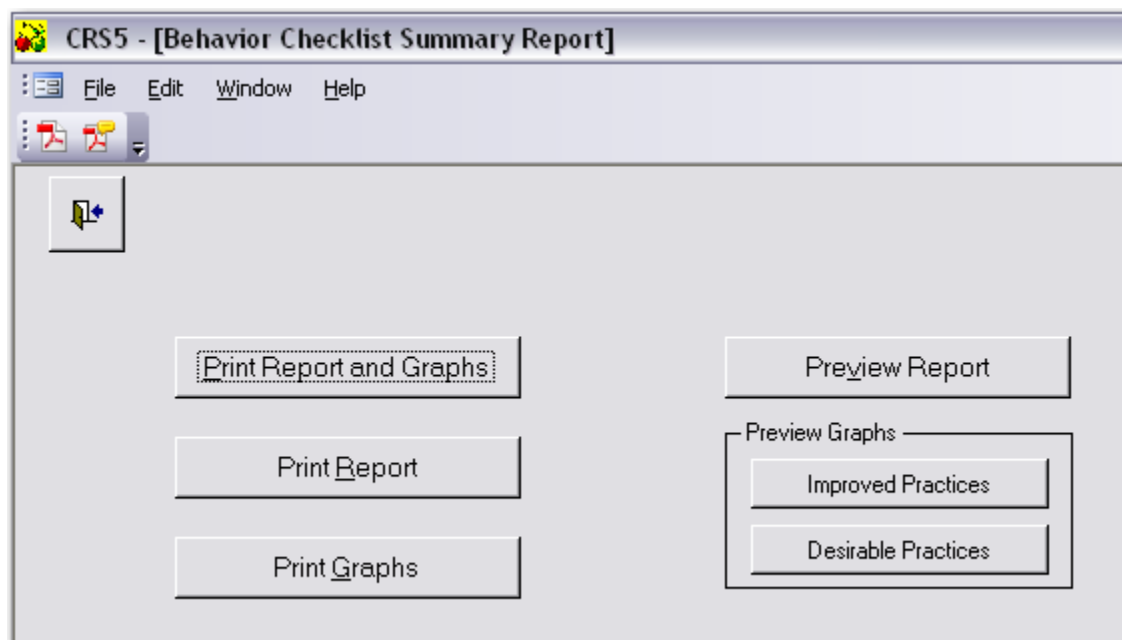 CRS5 - [Behavior Checklist Summary Report]
File Edit Window Help
Print Report and Graphs
Preview Report
Preview Graphs
Print Report
Improved Practices
Desirable Practices
Print Graphs